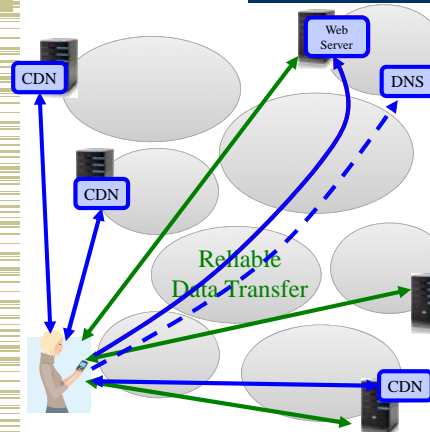 Web
Server
CDN
DNS
CDN
Reliable
Data Transfer
CDN